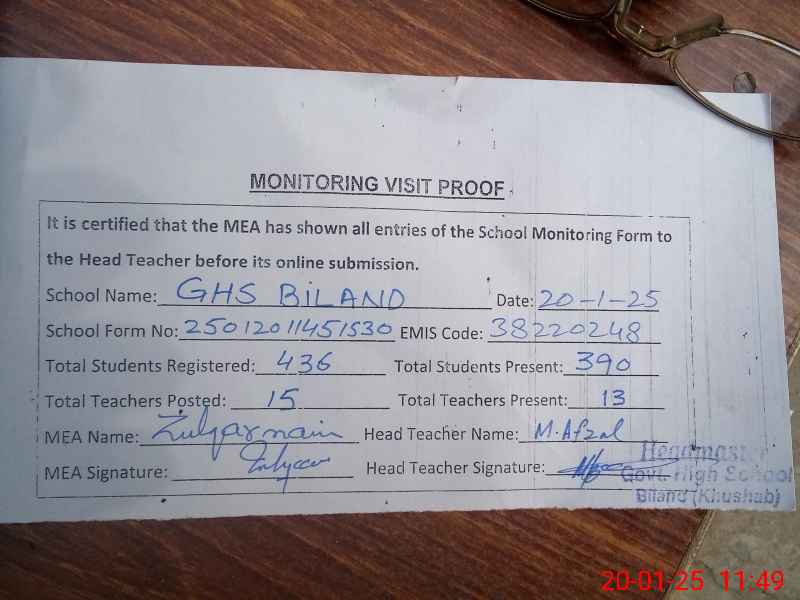 MONITORING VISIT PROOF
It is certified that the MEA has shown all entries of the School Monitoring Form to
the Head Teacher before its online submission.
School Name: GHS BILAND Date: 20-1-25
School Form No: 25012011451530 EMIS Code: 38220248
Total Students Registered: 436 Total Students Present: 390
Total Teachers Posted: 15 Total Teachers Present: 13
MEA Name: Zulqarnain Head Teacher Name: M.Afzal
MEA Signature: Head Teacher Signature:
Headmaster
Govt. High School
Biland (Khushab)
20-01-25 11:49